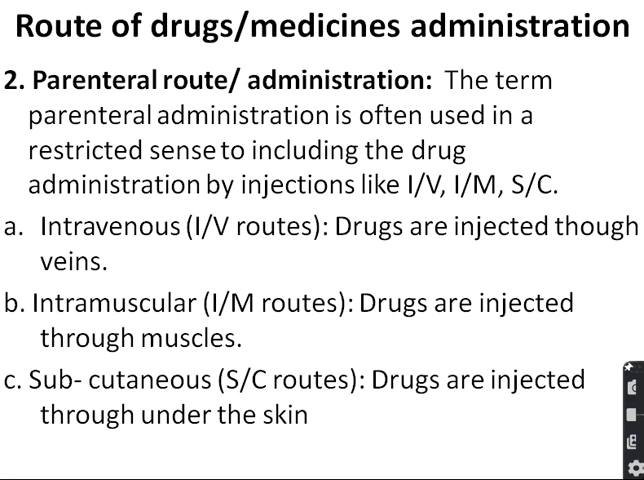 Route of drugs/medicines administration
2. Parenteral route/ administration: The term
parenteral administration is often used in a
restricted sense to including the drug
administration by injections like I/V, I/M, S/C.
a. Intravenous (I/V routes): Drugs are injected though
veins.
b. Intramuscular (I/M routes): Drugs are injected
through muscles.
c. Sub- cutaneous (S/C routes): Drugs are injected
through under the skin